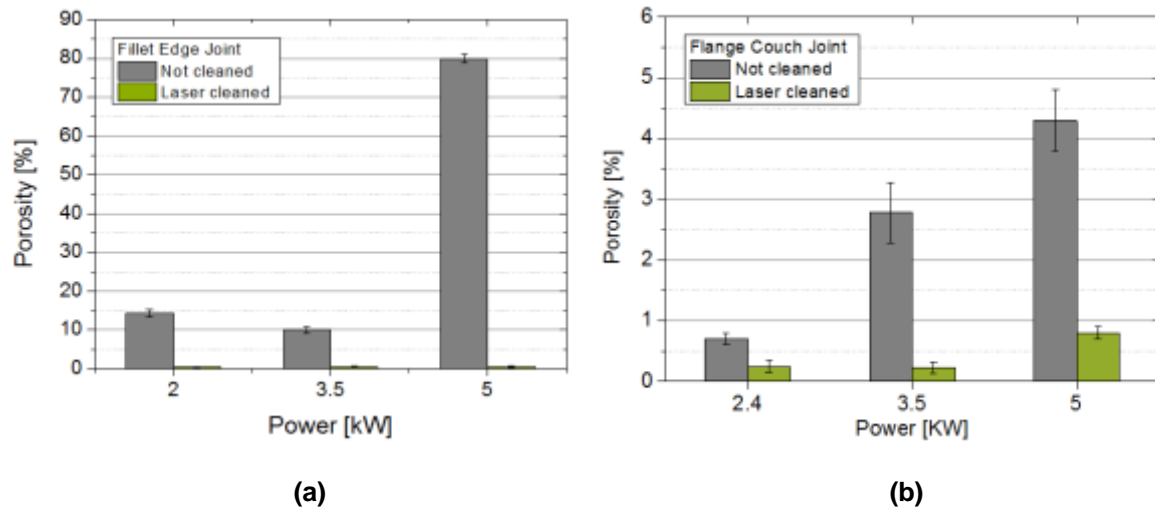 90
80
70
60
50
40
30
20
10
0
Porosity [%]
Fillet Edge Joint
Not cleaned
Laser cleaned
2 3.5 5
Power [kW]
(a)
6
5
4
3
2
1
0
Porosity [%]
Flange Couch Joint
Not cleaned
Laser cleaned
2.4 3.5 5
Power [KW]
(b)